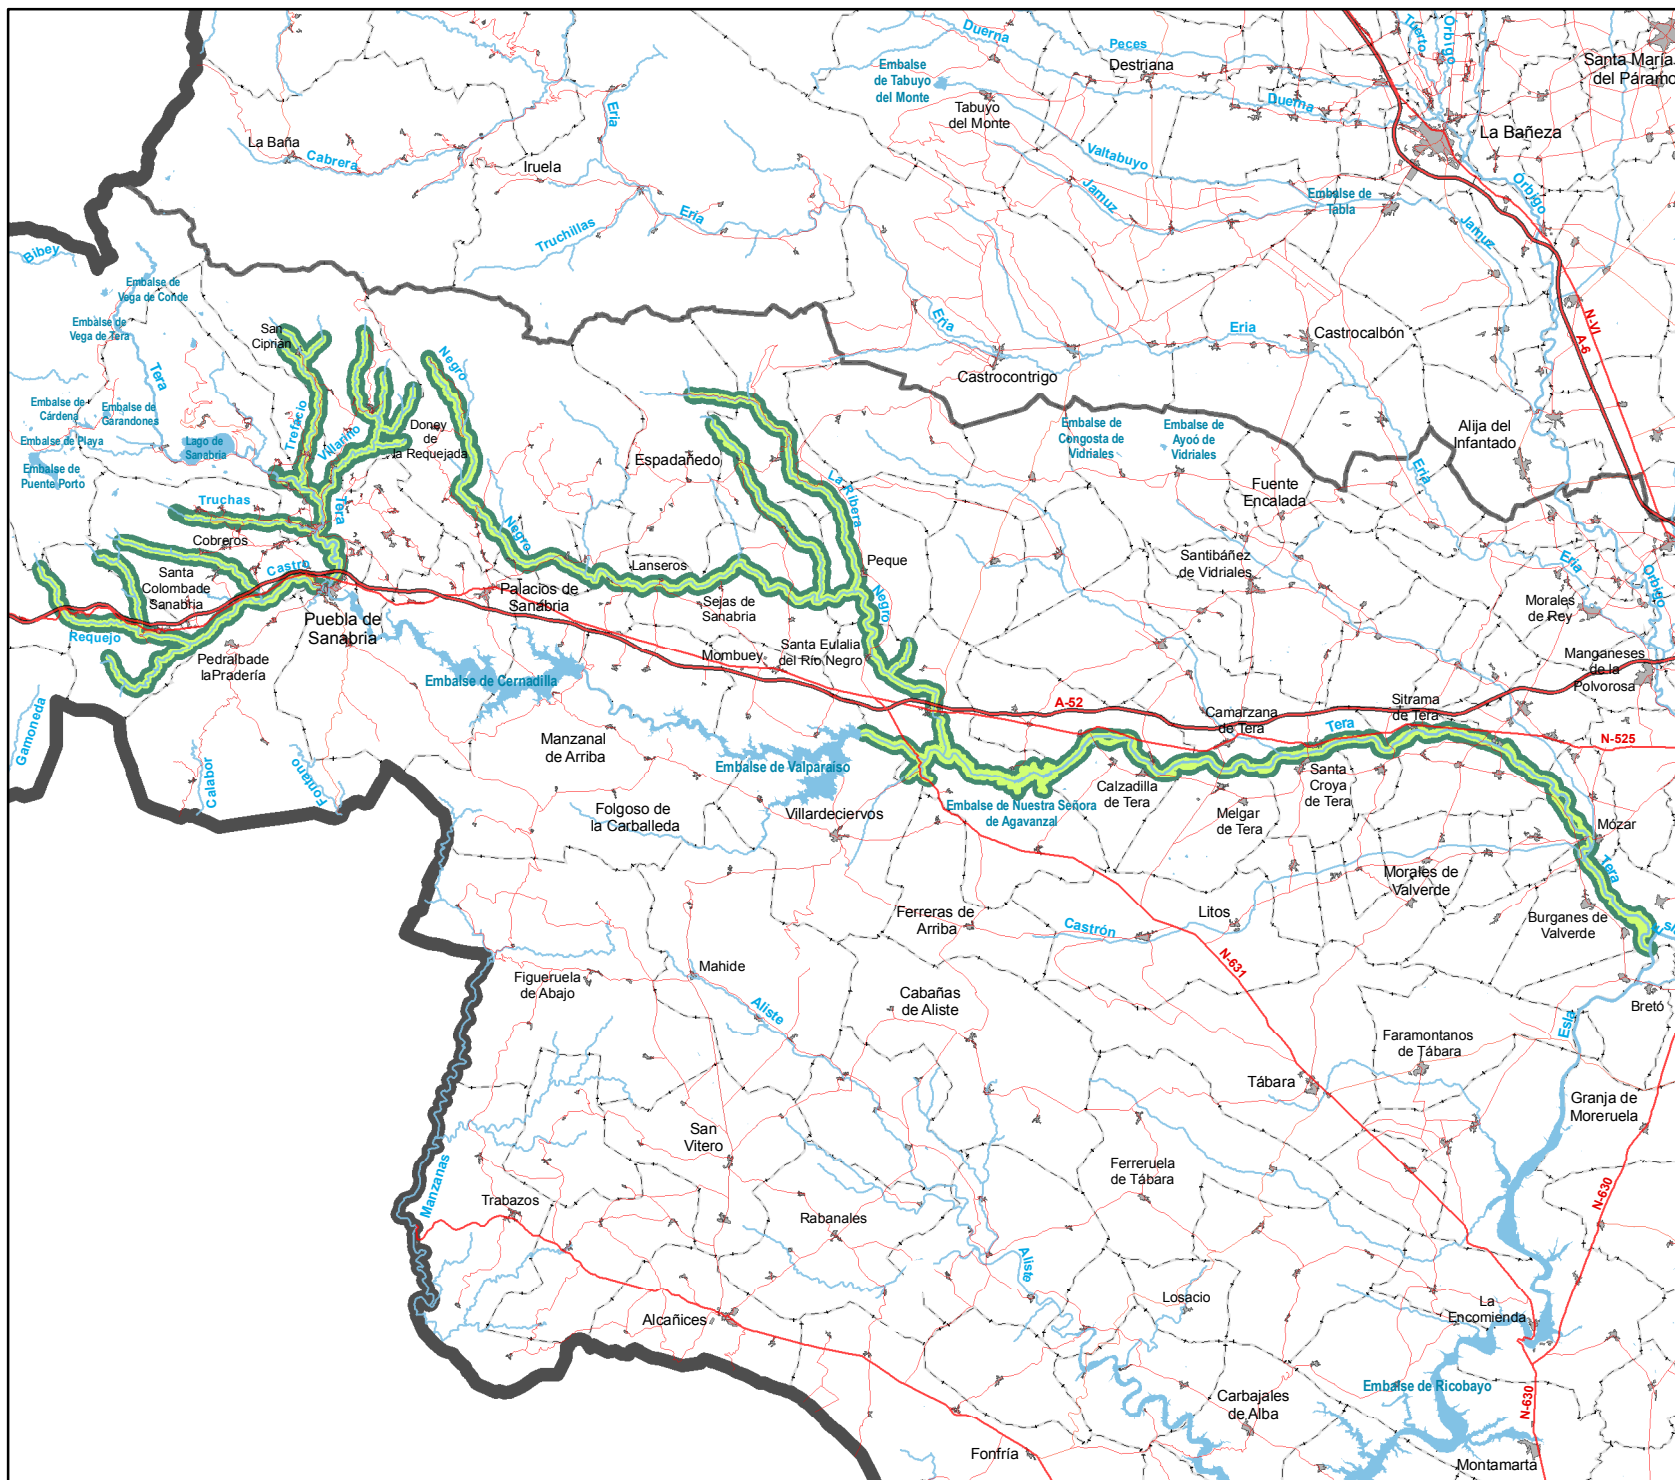 Duerna
Peces
Destriana
Tuerto
Órbigo
Santa María
del Páramo
Embalse
de Tabuyo
del Monte
Tabuyo
del Monte
Duerna
La Bañeza
Eria
La Baña
Cabrera
Iruela
Valtabuyo
Jamuz
Embalse de
Tabla
Órbigo
Jamuz
Eria
Truchillas
Bibey
Embalse de
Vega de Conde
Embalse de
Vega de Tera
Tera
San
Ciprián
Negro
Eria
Eria
Castrocalbón
N-VI
A-6
Castrocontrigo
Embalse de
Cárdena
Embalse de
Garandones
Embalse de Playa
Embalse de
Puente Porto
Lago de
Sanabria
Trefacio
Villarino
Doney
de
la Requejada
Espadañedo
La Ribera
Embalse de
Congosta de
Vidriales
Embalse de
Ayoó de
Vidriales
Alija del
Infantado
Eria
Fuente
Encalada
Truchas
Tera
Cobreros
Negro
Castro
Santa
Colombade
Sanabria
Requejo
Puebla de
Sanabria
Pedralbade
laPradería
Palacios de
Sanabria
Lanseros
Sejas de
Sanabria
Peque
Negro
Santibáñez
de Vidriales
Eria
Órbigo
Morales
de Rey
Mombuey
Santa Eulalia
del Río Negro
Manganeses
de la
Polvorosa
Embalse de Cernadilla
A-52
Camarzana
de Tera
Tera
Sitrama
de Tera
N-525
Gamoneda
Calabor
Fontano
Manzanal
de Arriba
Embalse de Valparaiso
Folgoso de
la Carballeda
Villardeciervos
Embalse de Nuestra Señora
de Agavanzal
Calzadilla
de Tera
Melgar
de Tera
Santa
Croya
de Tera
Mózar
Tera
Morales de
Valverde
Burganes de
Valverde
Ferreras de
Arriba
Castrón
Litos
N-631
Figueruela
de Abajo
Mahide
Aliste
Cabañas
de Aliste
Bretó
Esla
Faramontanos
de Tábara
Tábara
Granja de
Moreruela
San
Vitero
Manzanas
Trabazos
Rabanales
Ferreruela
de Tábara
N-630
Aliste
Losacio
La
Encomienda
Alcañices
Embalse de Ricobayo
Carbajales
de Alba
N-630
Fonfría
Montamarta